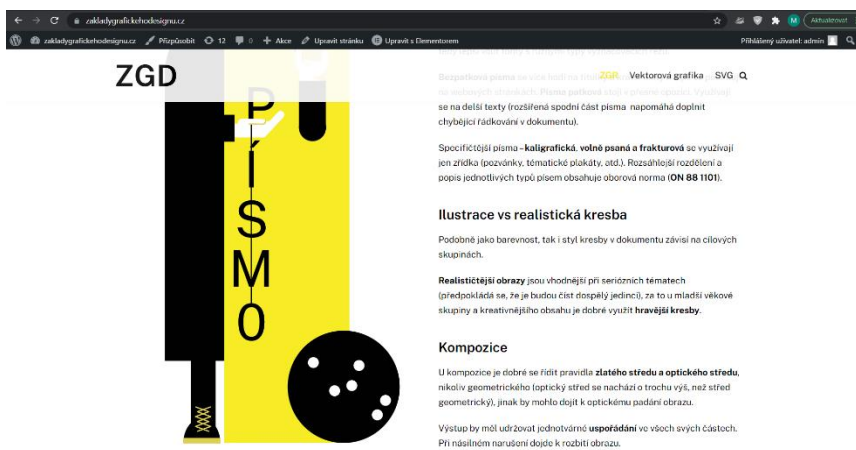 zakladygrafickehodesignu.cz
Aktualizovat
zakladygrafickehodesignu.cz Přizpůsobit 12 0 Akce Upravit stránku Upravit s Elementorem Přihlášený uživatel: admin
ZGD
ZGR Vektorová grafika SVG
PÍSMO
se na delší texty (rozšířená spodní část písma napomáhá doplnit
chybějící řádkování v dokumentu).
Specifičtější písma – kaligrafická, volně psaná a frakturová se využívají
jen zřídka (pozvánky, tématické plakáty, atd.). Rozsáhlejší rozdělení a
popis jednotlivých typů písem obsahuje oborová norma (ON 88 1101).
Ilustrace vs realistická kresba
Podobně jako barevnost, tak i styl kresby v dokumentu závisí na cílových
skupinách.
Realističtější obrazy jsou vhodnější při seriózních tématech
(předpokládá se, že je budou číst dospělý jedinci), za to u mladší věkové
skupiny a kreativnějšího obsahu je dobré využít hravější kresby.
Kompozice
U kompozice je dobré se řídit pravidla zlatého středu a optického středu,
nikoliv geometrického (optický střed se nachází o trochu výš, než střed
geometrický), jinak by mohlo dojít k optickému padání obrazu.
Výstup by měl udržovat jednotvárné uspořádání ve všech svých částech.
Při násilném narušení dojde k rozbití obrazu.